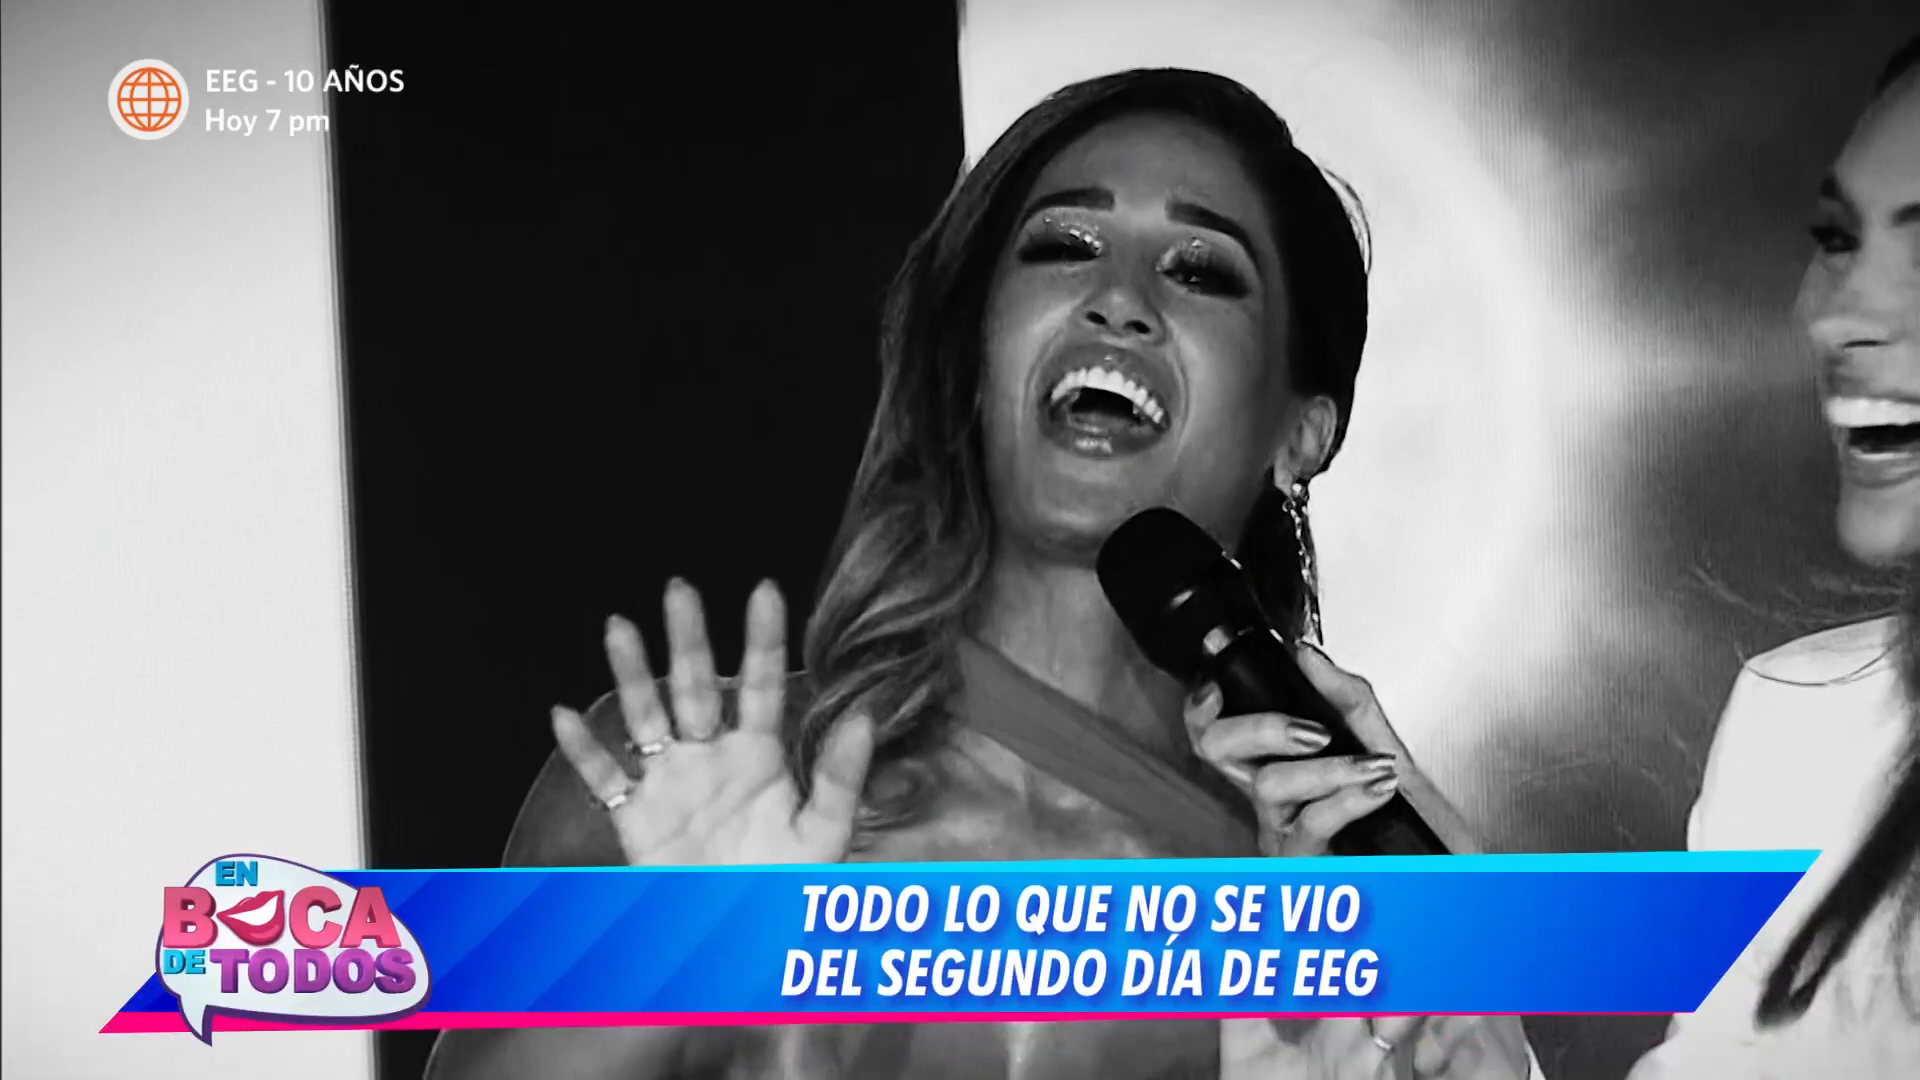 EEG - 10 AÑOS
Hoy 7 pm
EN
BOCA
DE TODOS
TODO LO QUE NO SE VIO
DEL SEGUNDO DÍA DE EEG